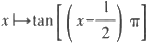 x ↦ tan[(x − 1/2) π]